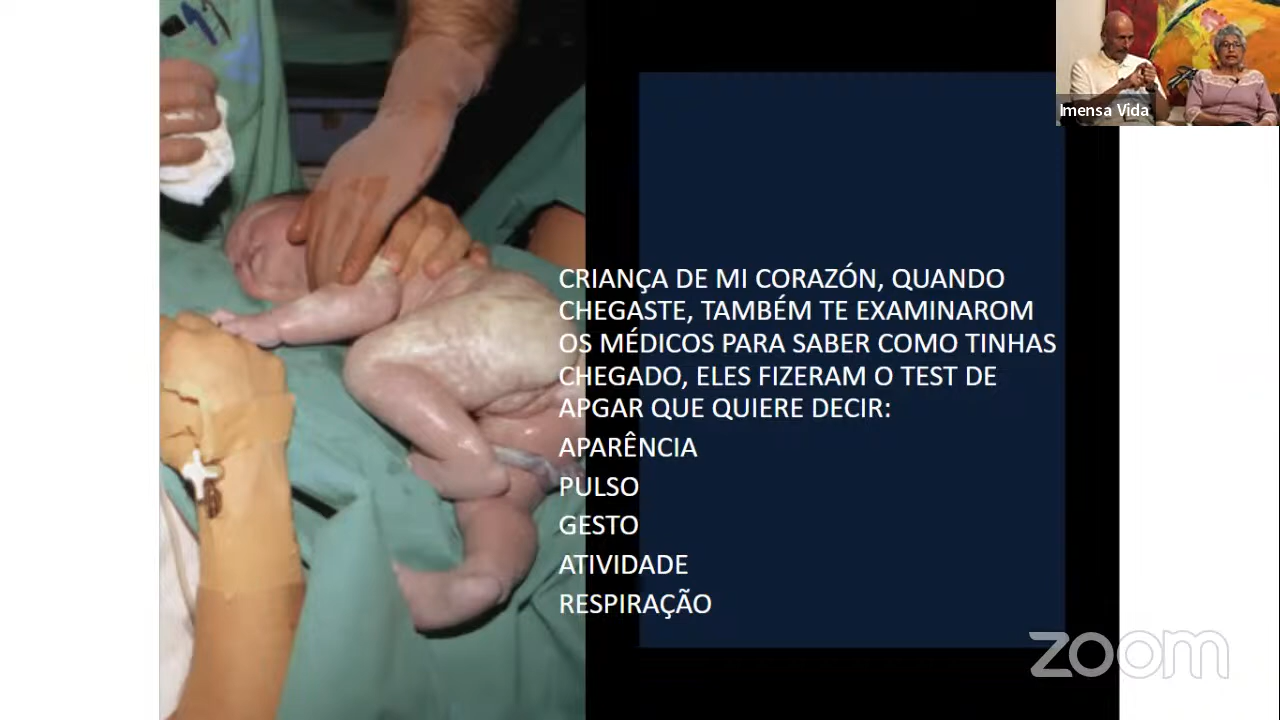 Imensa Vida
CRIANÇA DE MI CORAZÓN, QUANDO
CHEGASTE, TAMBÉM TE EXAMINAROM
OS MÉDICOS PARA SABER COMO TINHAS
CHEGADO, ELES FIZERAM O TEST DE
APGAR QUE QUIERE DECIR:
APARÊNCIA
PULSO
GESTO
ATIVIDADE
RESPIRAÇÃO
zoom